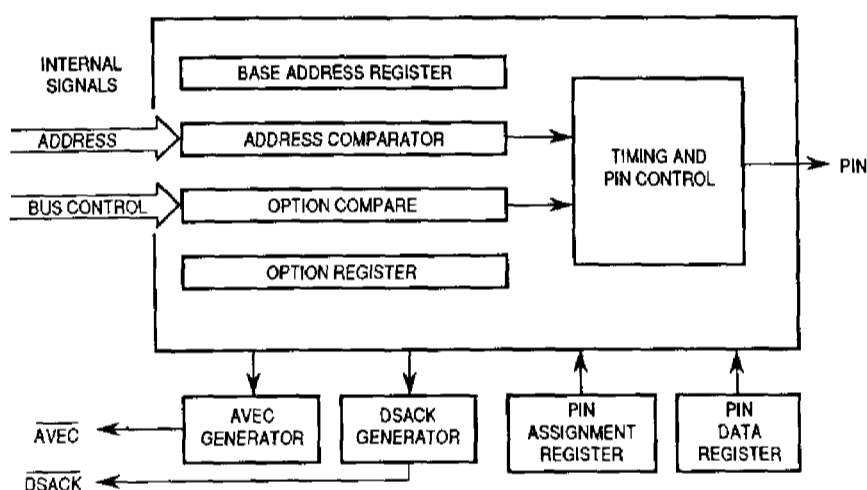 INTERNAL
SIGNALS
BASE ADDRESS REGISTER
ADDRESS
ADDRESS COMPARATOR
TIMING AND
PIN CONTROL
PIN
BUS CONTROL
OPTION COMPARE
OPTION REGISTER
AVEC
GENERATOR
DSACK
GENERATOR
PIN
ASSIGNMENT
REGISTER
PIN
DATA
REGISTER
AVEC
DSACK